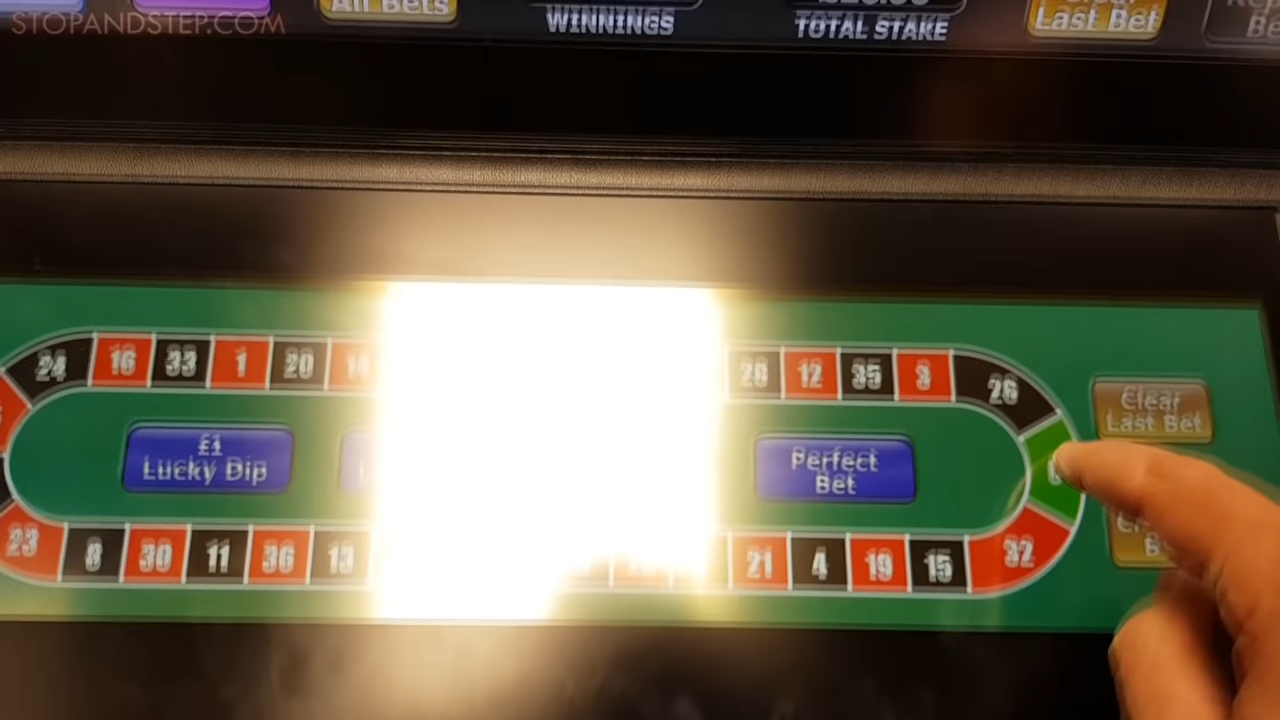 STOPANDSTEP.COM
All Bets
WINNINGS
TOTAL STAKE
Clear
Last Bet
24 16 33 1 20 14
28 12 35 3 26
£1
Lucky Dip
Perfect
Bet
Clear
Last Bet
23 8 30 11 36 13
21 4 19 15 32